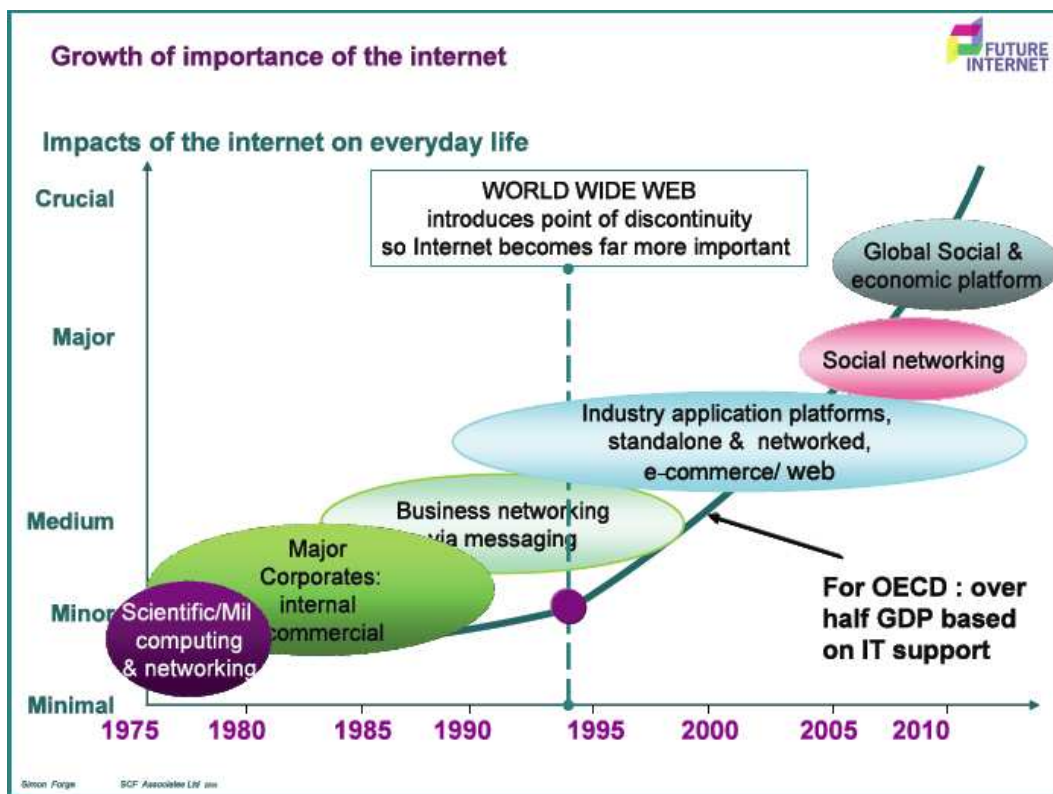 Growth of importance of the internet
FUTURE
INTERNET
Impacts of the internet on everyday life
Crucial
Major
Medium
Minor
Minimal
WORLD WIDE WEB
introduces point of discontinuity
so Internet becomes far more important
Global Social &
economic platform
Social networking
Industry application platforms,
standalone & networked,
e-commerce/ web
Business networking
via messaging
Major
Corporates:
internal
commercial
Scientific/Mil
computing
& networking
For OECD : over
half GDP based
on IT support
1975 1980 1985 1990 1995 2000 2005 2010
Simon Forge SCF Associates Ltd